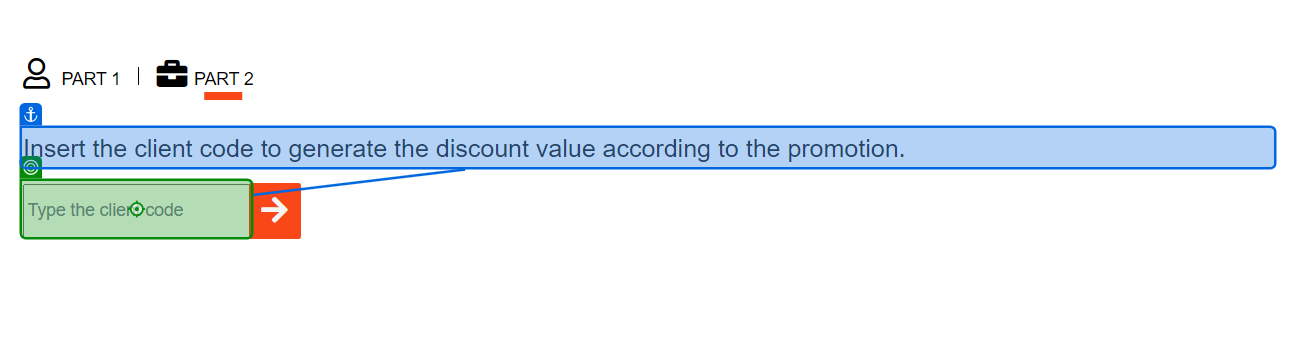 PART 1 | PART 2
Insert the client code to generate the discount value according to the promotion.
Type the client code